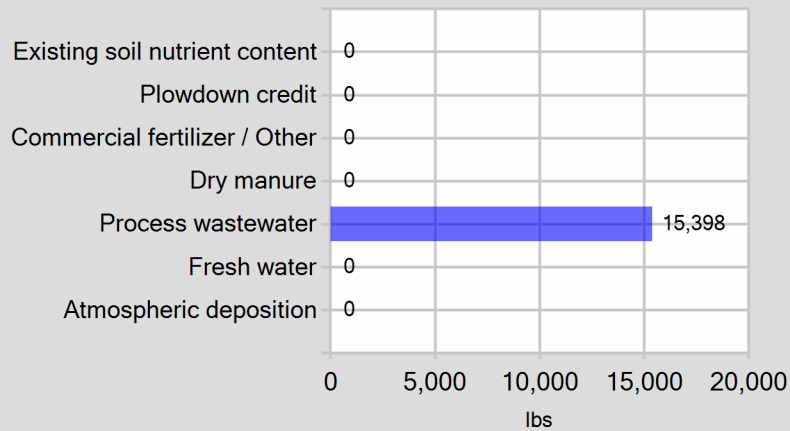 Existing soil nutrient content 0
Plowdown credit 0
Commercial fertilizer / Other 0
Dry manure 0
Process wastewater 15,398
Fresh water 0
Atmospheric deposition 0
0 5,000 10,000 15,000 20,000
lbs